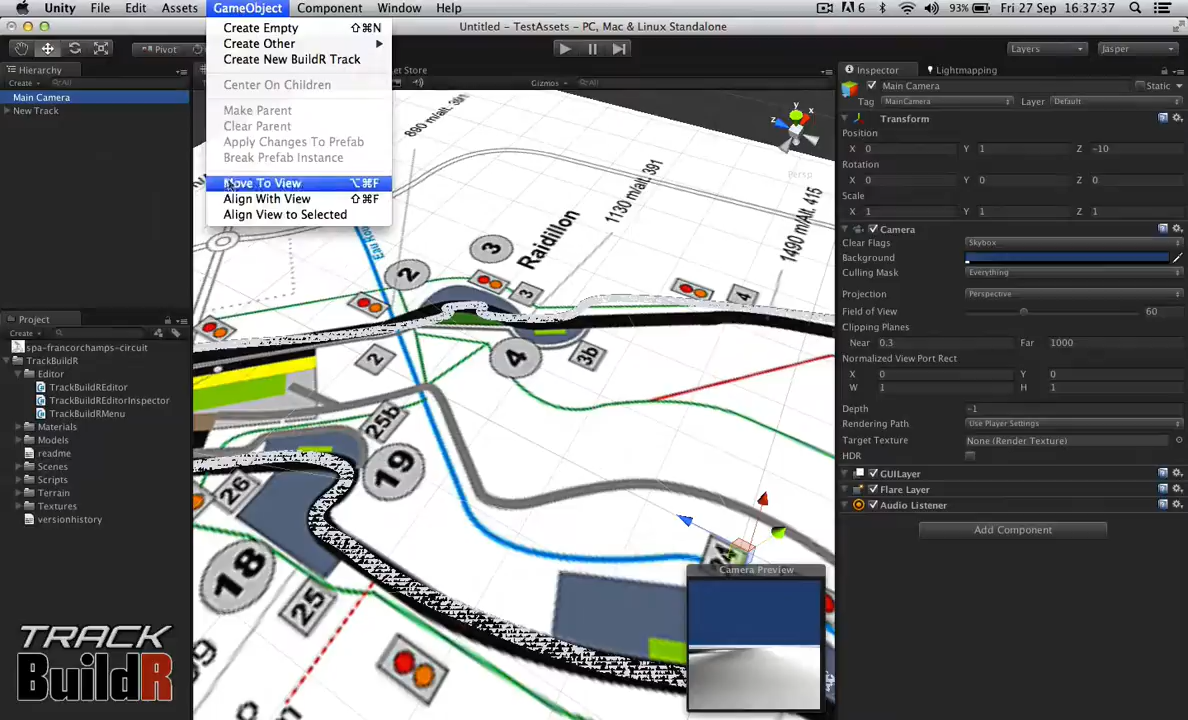 Unity File Edit Assets GameObject Component Window Help
6 93% Fri 27 Sep 16:37:37
Untitled - TestAssets - PC, Mac & Linux Standalone
Pivot
Layers
Jasper
Hierarchy
Create
All
Main Camera
New Track
Create Empty ⇧⌘N
Create Other
Create New BuildR Track
Center On Children
Make Parent
Clear Parent
Apply Changes To Prefab
Break Prefab Instance
Move To View ⌥⌘F
Align With View ⇧⌘F
Align View to Selected
et Store
Gizmos
All
y
x
z
Persp
1130 m/Alt. 391
1490 m/Alt. 415
Raidillon
3
2
3
4
2
4
3b
25b
19
26
18
25
24
Camera Preview
Project
Create
spa-francorchamps-circuit
TrackBuildR
Editor
TrackBuildREditor
TrackBuildREditorInspector
TrackBuildRMenu
Materials
Models
readme
Scenes
Scripts
Terrain
Textures
versionhistory
TRACK
BuildR
Inspector
Lightmapping
Main Camera
Static
Tag MainCamera Layer Default
Transform
Position
X 0 Y 1 Z -10
Rotation
X 0 Y 0 Z 0
Scale
X 1 Y 1 Z 1
Camera
Clear Flags Skybox
Background
Culling Mask Everything
Projection Perspective
Field of View 60
Clipping Planes
Near 0.3 Far 1000
Normalized View Port Rect
X 0 Y 0
W 1 H 1
Depth -1
Rendering Path Use Player Settings
Target Texture None (Render Texture)
HDR
GUILayer
Flare Layer
Audio Listener
Add Component